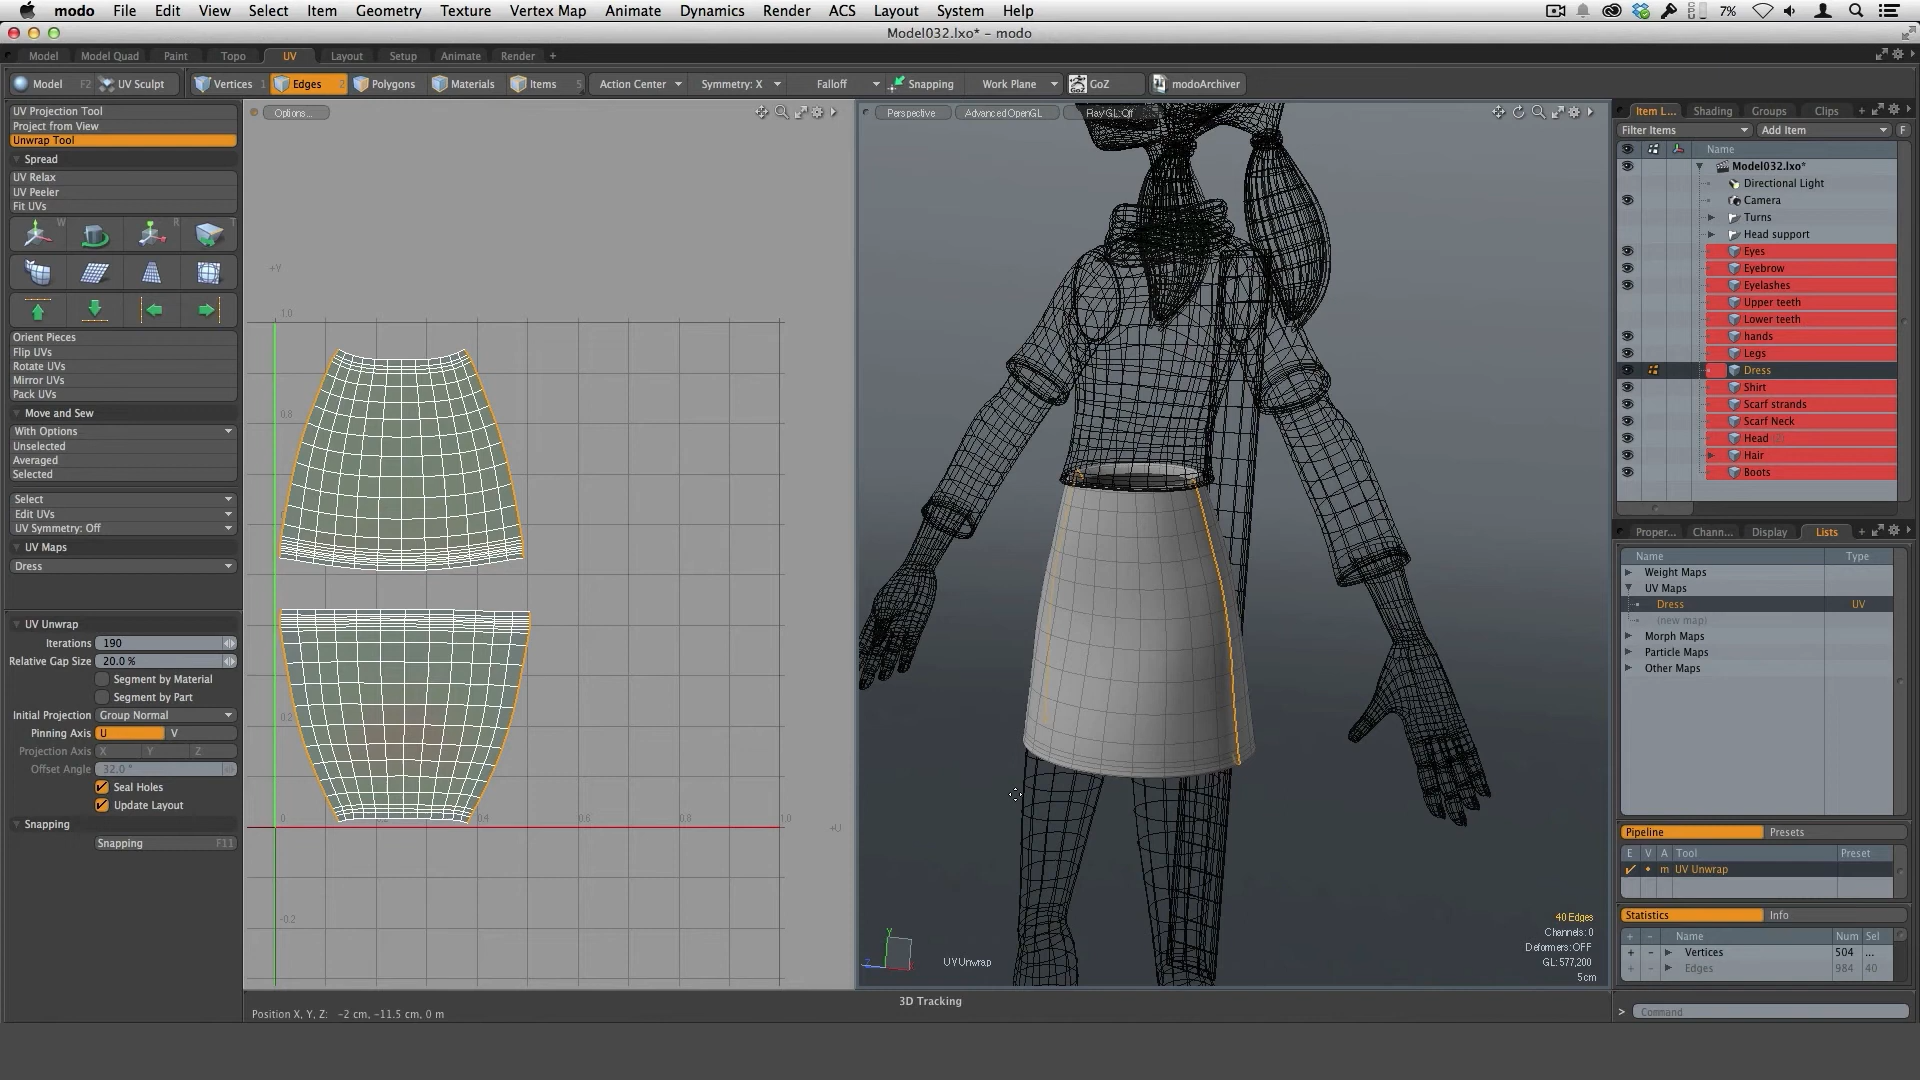 modo File Edit View Select Item Geometry Texture Vertex Map Animate Dynamics Render ACS Layout System Help 7%
Model032.lxo* - modo
Model Model Quad Paint Topo UV Layout Setup Animate Render +
Model F2 UV Sculpt Vertices 1 Edges 2 Polygons Materials Items 5 Action Center Symmetry: X Falloff Snapping Work Plane GoZ modoArchiver
UV Projection Tool
Project from View
Unwrap Tool
Spread
UV Relax
UV Peeler
Fit UVs
W R T
Orient Pieces
Flip UVs
Rotate UVs
Mirror UVs
Pack UVs
Move and Sew
With Options
Unselected
Averaged
Selected
Select
Edit UVs
UV Symmetry: Off
UV Maps
Dress
UV Unwrap
Iterations 190
Relative Gap Size 20.0 %
Segment by Material
Segment by Part
Initial Projection Group Normal
Pinning Axis U V
Projection Axis X Y Z
Offset Angle 32.0 °
Seal Holes
Update Layout
Snapping
Snapping F11
Options...
+V
1.0
0.8
0.2
0 0.2 0.4 0.6 0.8 1.0 +U
-0.2
Position X, Y, Z: -2 cm, -11.5 cm, 0 m
Perspective Advanced OpenGL Ray GL: Off
40 Edges
Channels: 0
Deformers: OFF
GL: 577,200
5 cm
Y
UV Unwrap
3D Tracking
Item L... Shading Groups Clips +
Filter Items Add Item F
Name
Model032.lxo*
Directional Light
Camera
Turns
Head support
Eyes
Eyebrow
Eyelashes
Upper teeth
Lower teeth
hands
Legs
Dress
Shirt
Scarf strands
Scarf Neck
Head (2)
Hair
Boots
Proper... Chann... Display Lists +
Name Type
Weight Maps
UV Maps
Dress UV
(new map)
Morph Maps
Particle Maps
Other Maps
Pipeline Presets
E V A Tool Preset
m UV Unwrap
Statistics Info
+ - Name Num Sel
+ - Vertices 504 ...
+ - Edges 984 40
> Command